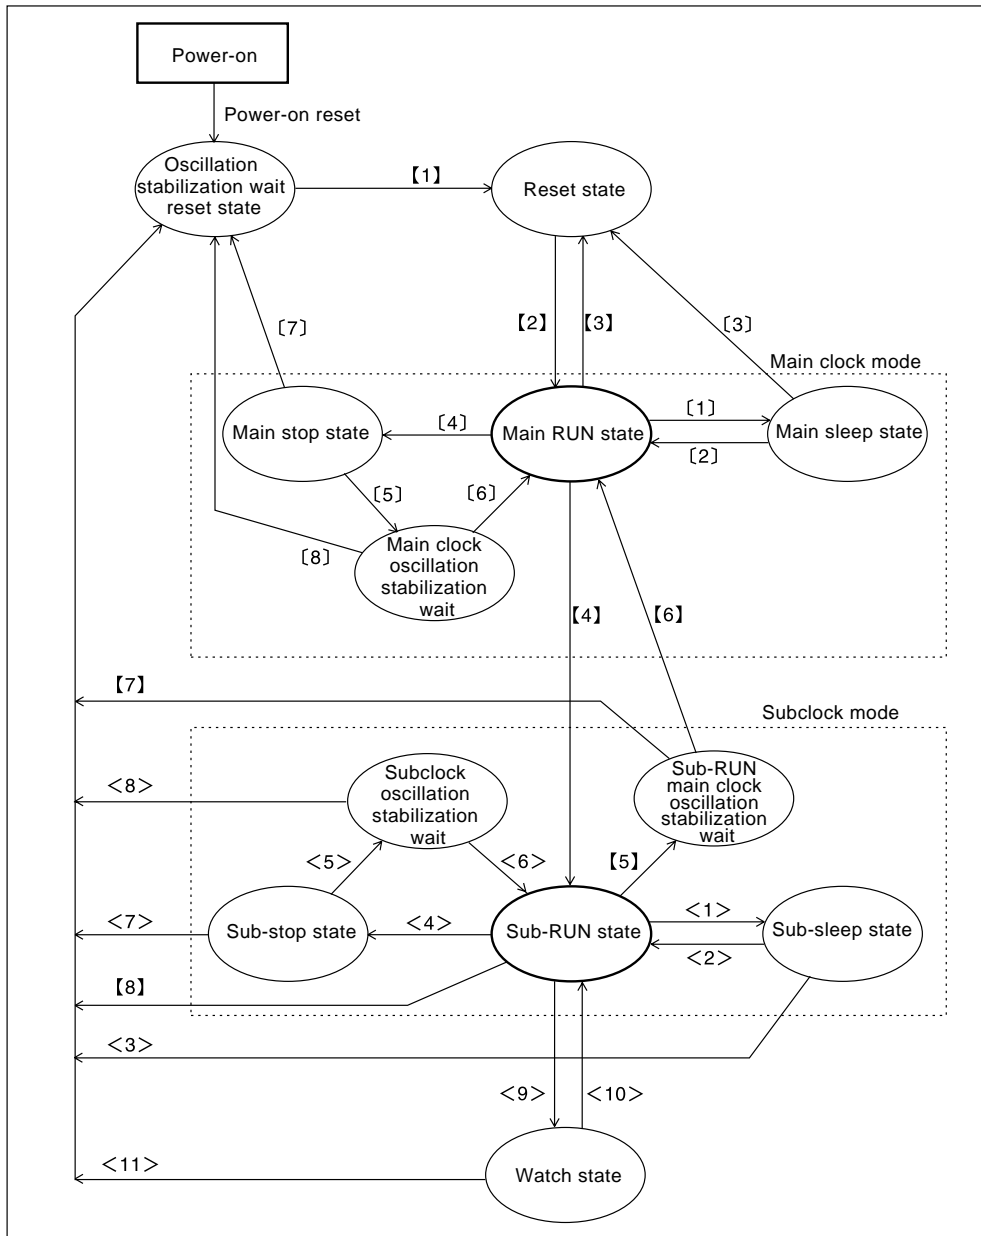 Power-on
Power-on reset
Oscillation
stabilization wait
reset state
【1】
Reset state
【2】
【3】
〔7〕
〔3〕
Main clock mode
Main stop state
〔4〕
Main RUN state
〔1〕
〔2〕
Main sleep state
〔5〕
〔6〕
〔8〕
Main clock
oscillation
stabilization
wait
【4】
【6】
【7】
Subclock mode
<8>
Subclock
oscillation
stabilization
wait
Sub-RUN
main clock
oscillation
stabilization
wait
<5>
<6>
【5】
<7>
Sub-stop state
<4>
Sub-RUN state
<1>
<2>
Sub-sleep state
【8】
<3>
<9>
<10>
<11>
Watch state